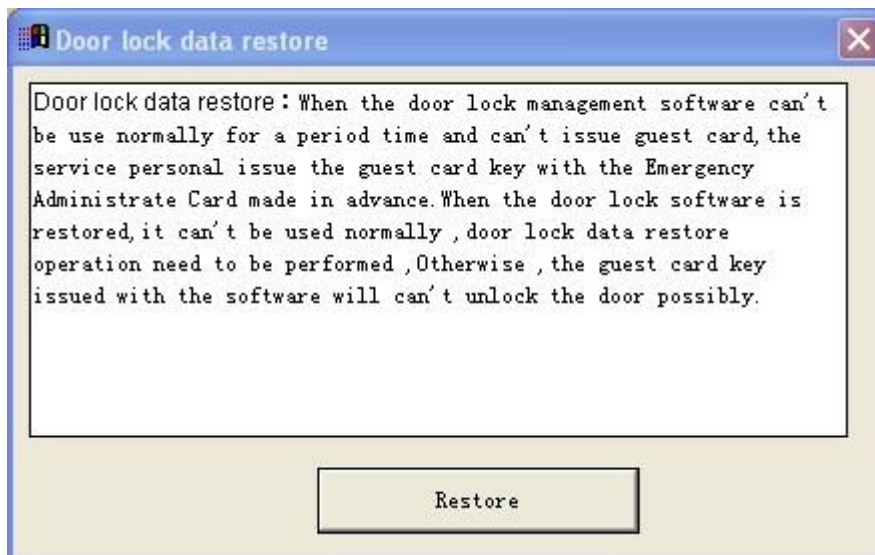 Door lock data restore
Door lock data restore：When the door lock management software can't
be use normally for a period time and can't issue guest card, the
service personal issue the guest card key with the Emergency
Administrate Card made in advance.When the door lock software is
restored, it can't be used normally ,door lock data restore
operation need to be performed ,Otherwise ,the guest card key
issued with the software will can't unlock the door possibly.
Restore